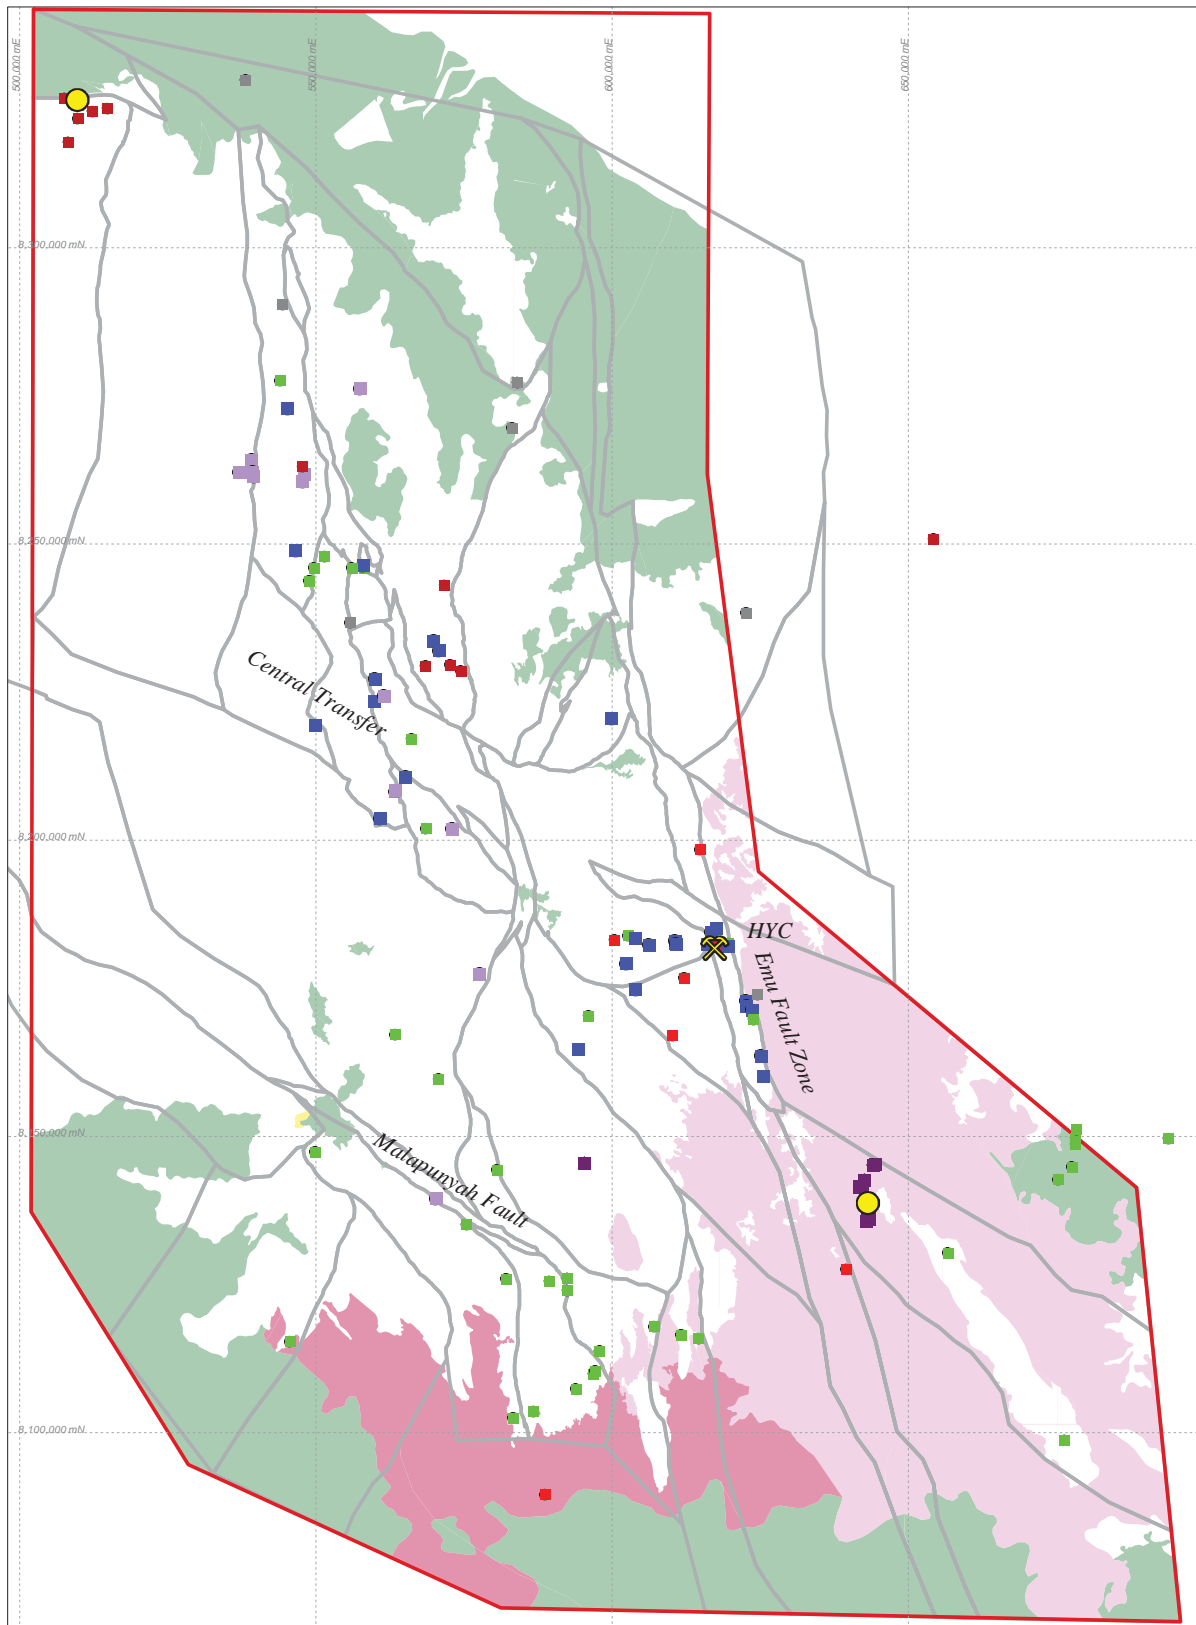 500,000 mE
550,000 mE
600,000 mE
650,000 mE
8,300,000 mN
8,250,000 mN
Central Transfer
8,200,000 mN
HYC
Emu Fault Zone
8,150,000 mN
Malapunyah Fault
8,100,000 mN